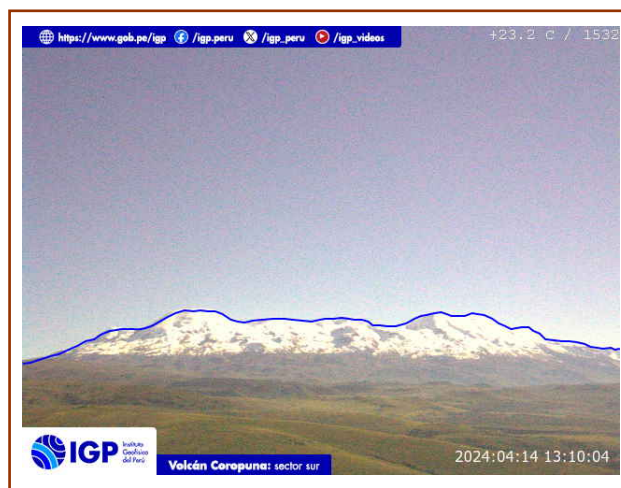 https://www.gob.pe/igp /igp.peru /igp_peru /igp_videos
+23.2 c / 1532
IGP Instituto
Geofísico
del Perú
Volcán Coropuna: sector sur
2024:04:14 13:10:04